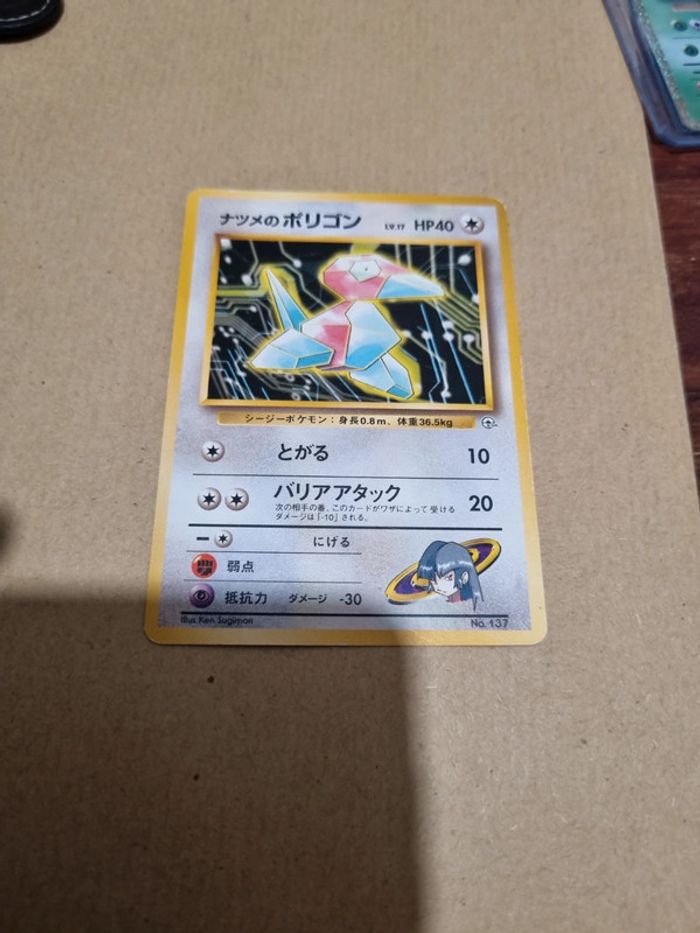 ナツメのポリゴン LV.17 HP40
シージーポケモン：身長0.8m、体重36.5kg
とがる 10
バリアアタック 20
次の相手の番、このカードがワザによって受ける
ダメージは「-10」される。
にげる
弱点
抵抗力 ダメージ -30
Illus. Ken Sugimori No. 137